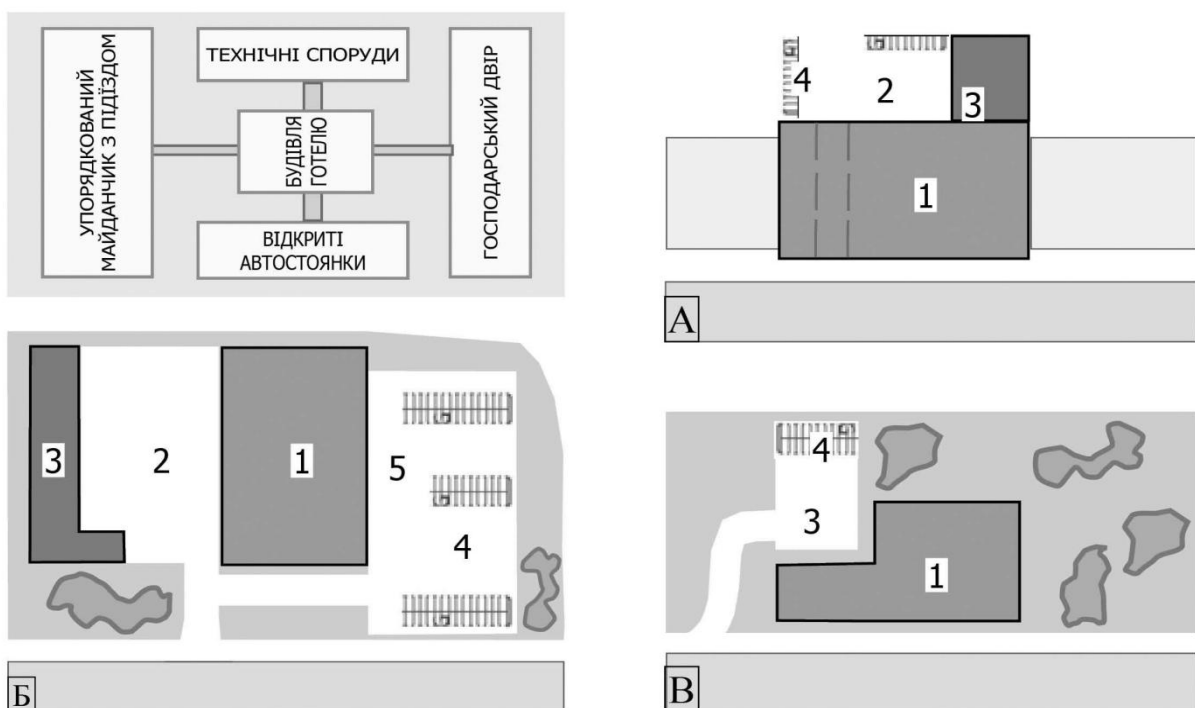 УПОРЯДКОВАНИЙ
МАЙДАНЧИК З ПІДЇЗДОМ
ТЕХНІЧНІ СПОРУДИ
БУДІВЛЯ
ГОТЕЛЮ
ВІДКРИТІ
АВТОСТОЯНКИ
ГОСПОДАРСЬКИЙ ДВІР
4
2
3
1
А
3
2
1
5
4
Б
4
3
1
В